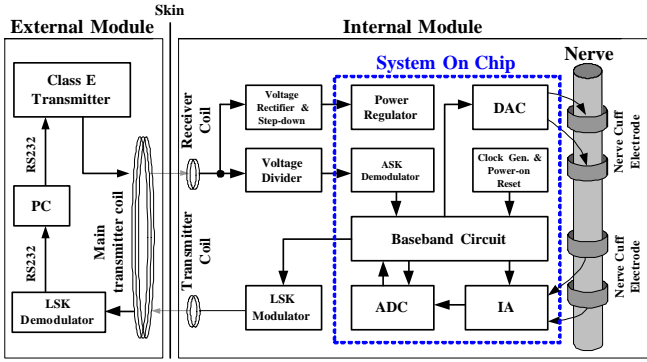 Skin
External Module
Internal Module
System On Chip
Nerve
Class E
Transmitter
RS232
PC
RS232
LSK
Demodulator
Main
transmitter coil
Receiver
Coil
Transmitter
Coil
Voltage
Rectifier &
Step-down
Power
Regulator
DAC
Voltage
Divider
ASK
Demodulator
Clock Gen. &
Power-on
Reset
Baseband Circuit
LSK
Modulator
ADC
IA
Nerve Cuff
Electrode
Nerve Cuff
Electrode